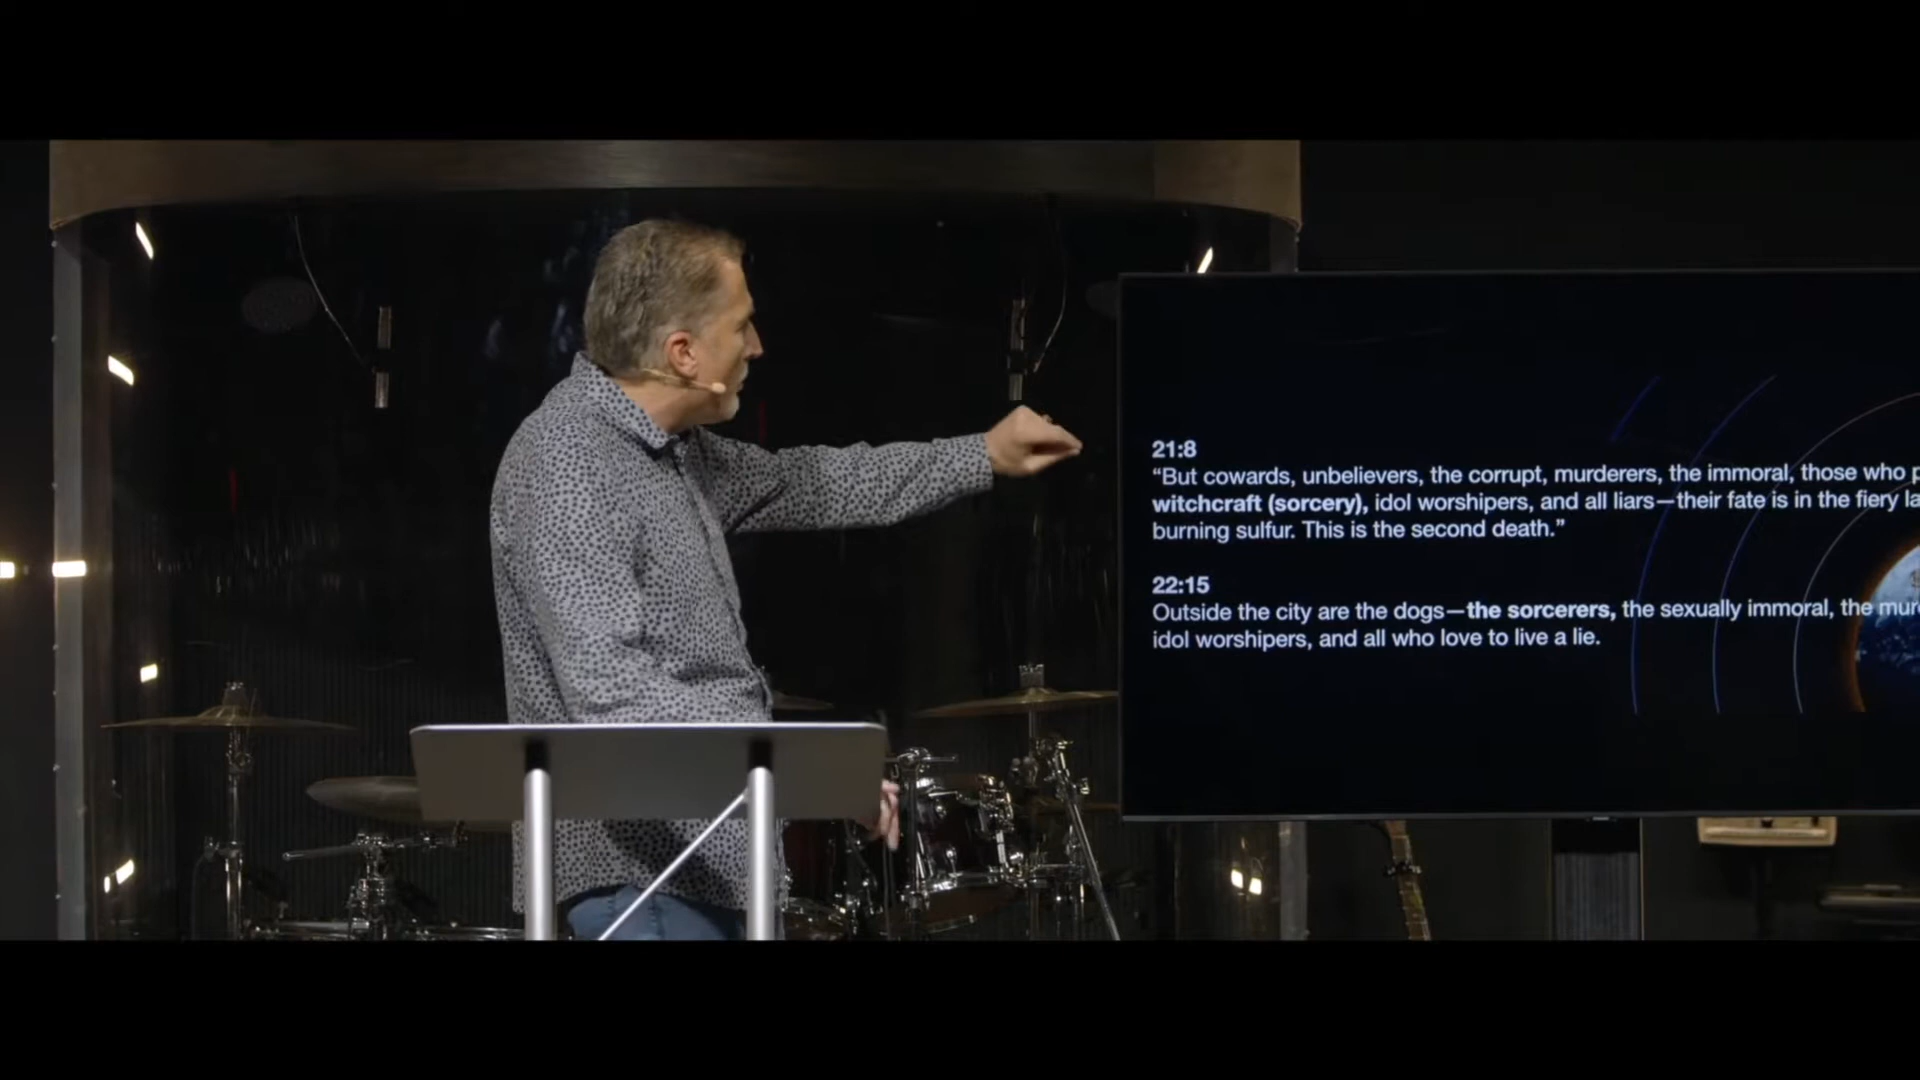 21:8
“But cowards, unbelievers, the corrupt, murderers, the immoral, those who
witchcraft (sorcery), idol worshipers, and all liars—their fate is in the fiery
burning sulfur. This is the second death.”
22:15
Outside the city are the dogs—the sorcerers, the sexually immoral, the
idol worshipers, and all who love to live a lie.